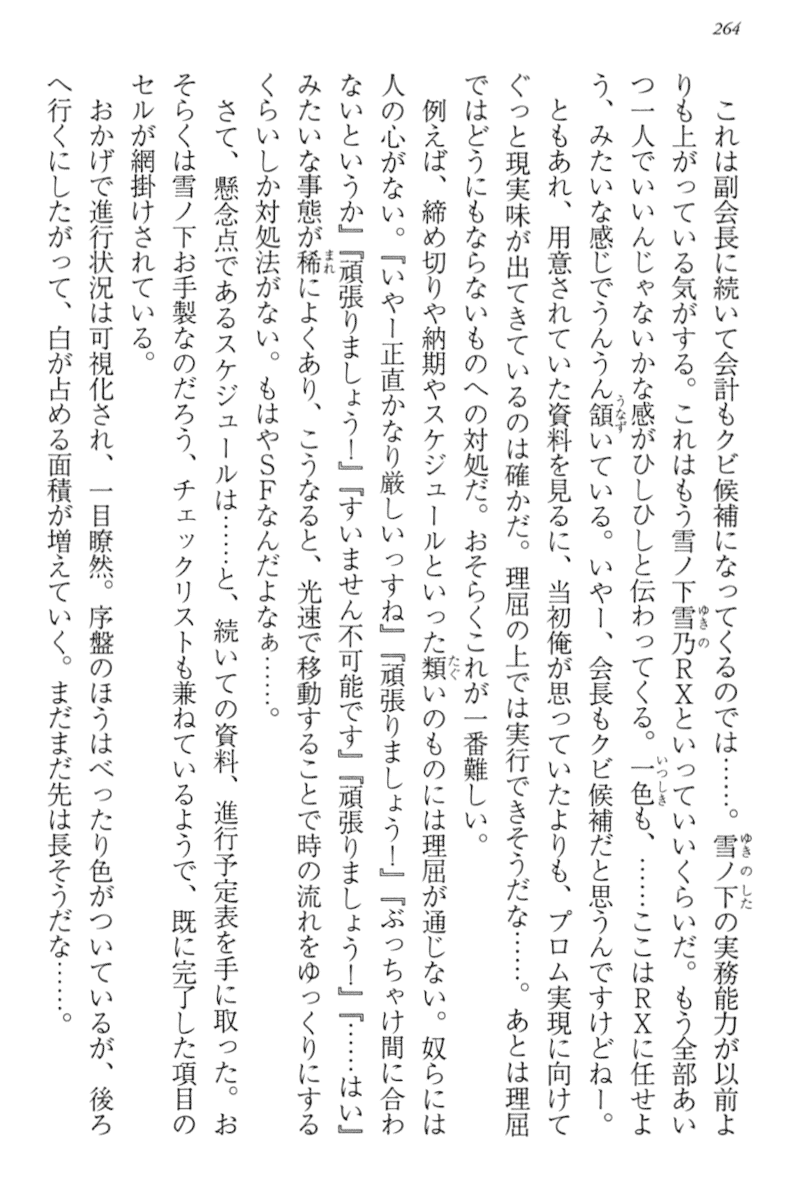 264
これは副会長に続いて会計もクビ候補になってくるのでは……。雪ノ下の実務能力が以前よ
りも上がっている気がする。これはもう雪ノ下雪乃ＲＸといっていいくらいだ。もう全部あい
つ一人でいいんじゃないかな感がひしひしと伝わってくる。一色も、……ここはＲＸに任せよ
う、みたいな感じでうんうん頷いている。いやー、会長もクビ候補だと思うんですけどねー。
ともあれ、用意されていた資料を見るに、当初俺が思っていたよりも、プロム実現に向けて
ぐっと現実味が出てきているのは確かだ。理屈の上では実行できそうだな……。あとは理屈
ではどうにもならないものへの対処だ。おそらくこれが一番難しい。
例えば、締め切りや納期やスケジュールといった類いのものには理屈が通じない。奴らには
人の心がない。『いやー正直かなり厳しいっすね』『頑張りましょう！』『ぶっちゃけ間に合わ
ないというか』『頑張りましょう！』『すいません不可能です』『頑張りましょう！』『……はい』
みたいな事態が稀によくあり、こうなると、光速で移動することで時の流れをゆっくりにする
くらいしか対処法がない。もはやＳＦなんだよなぁ……。
さて、懸念点であるスケジュールは……と、続いての資料、進行予定表を手に取った。お
そらくは雪ノ下お手製なのだろう、チェックリストも兼ねているようで、既に完了した項目の
セルが網掛けされている。
おかげで進行状況は可視化され、一目瞭然。序盤のほうはべったり色がついているが、後ろ
へ行くにしたがって、白が占める面積が増えていく。まだまだ先は長そうだな……。